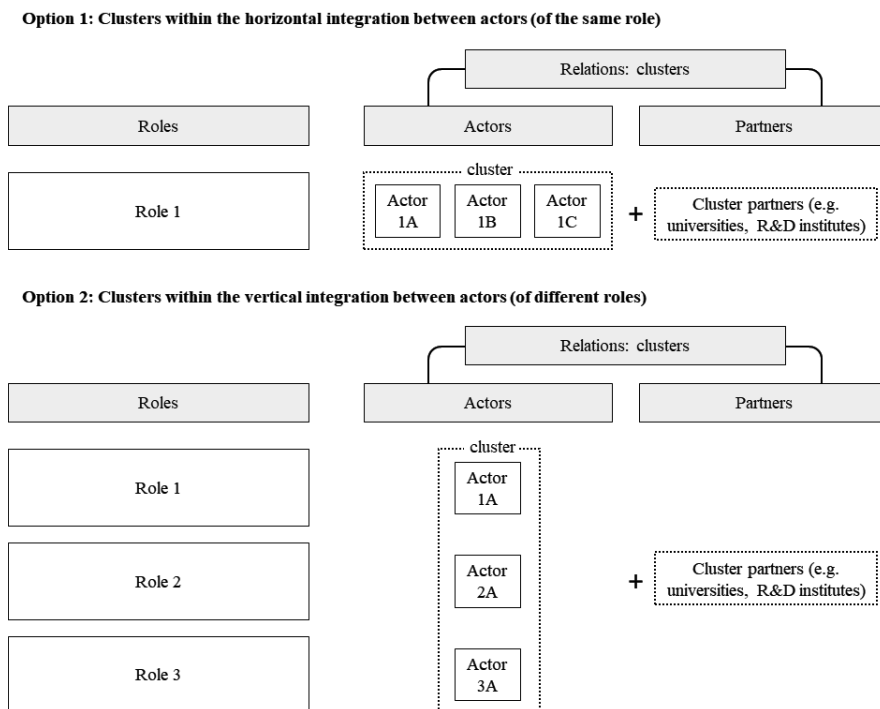 Option 1: Clusters within the horizontal integration between actors (of the same role)
Relations: clusters
Roles
Actors
Partners
cluster
Role 1
Actor
1A
Actor
1B
Actor
1C
+
Cluster partners (e.g.
universities, R&D institutes)
Option 2: Clusters within the vertical integration between actors (of different roles)
Relations: clusters
Roles
Actors
Partners
cluster
Role 1
Actor
1A
Role 2
Actor
2A
+
Cluster partners (e.g.
universities, R&D institutes)
Role 3
Actor
3A